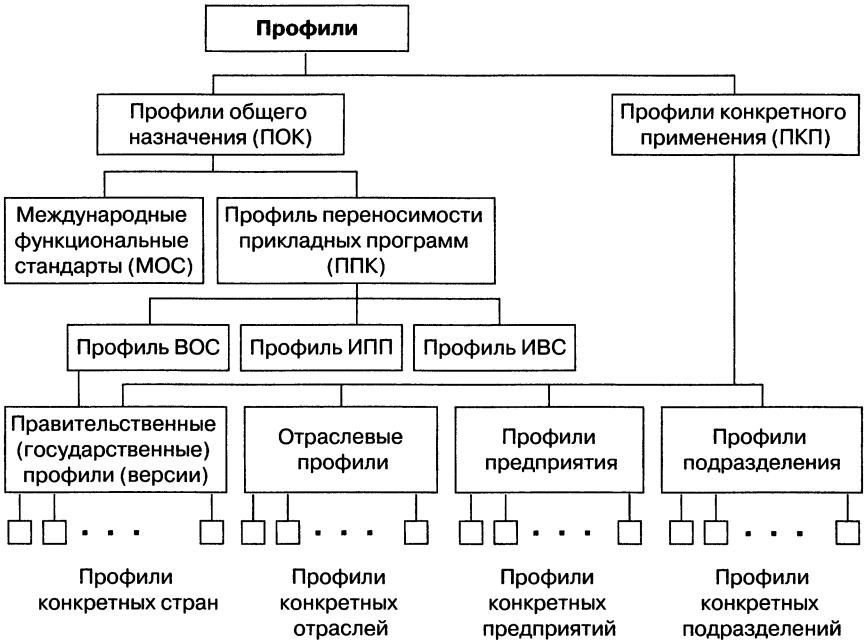 Профили
Профили общего
назначения (ПОК)
Профили конкретного
применения (ПКП)
Международные
функциональные
стандарты (МОС)
Профиль переносимости
прикладных программ
(ППК)
Профиль ВОС
Профиль ИПП
Профиль ИВС
Правительственные
(государственные)
профили (версии)
Отраслевые
профили
Профили
предприятия
Профили
подразделения
Профили
конкретных стран
Профили
конкретных
отраслей
Профили
конкретных
предприятий
Профили
конкретных
подразделений